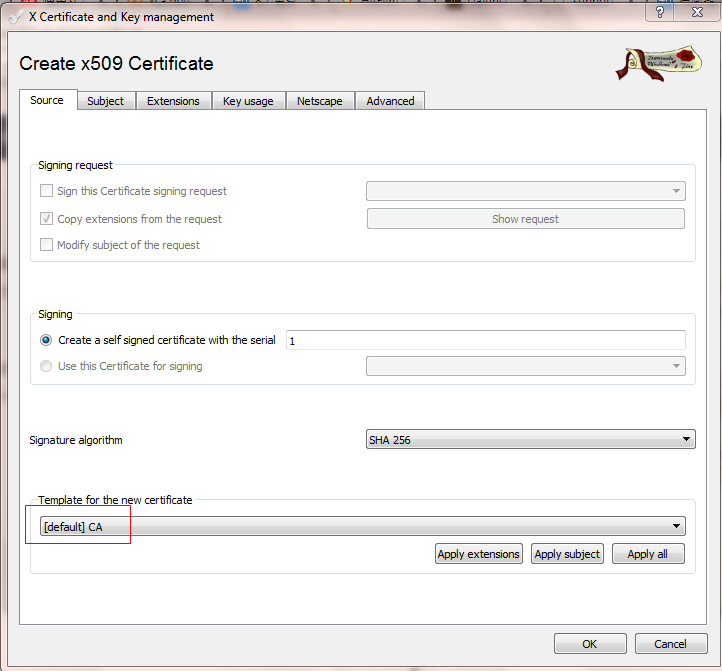 X Certificate and Key management
?
Create x509 Certificate
Source Subject Extensions Key usage Netscape Advanced
Signing request
Sign this Certificate signing request
Copy extensions from the request Show request
Modify subject of the request
Signing
Create a self signed certificate with the serial 1
Use this Certificate for signing
Signature algorithm SHA 256
Template for the new certificate
[default] CA
Apply extensions Apply subject Apply all
OK Cancel